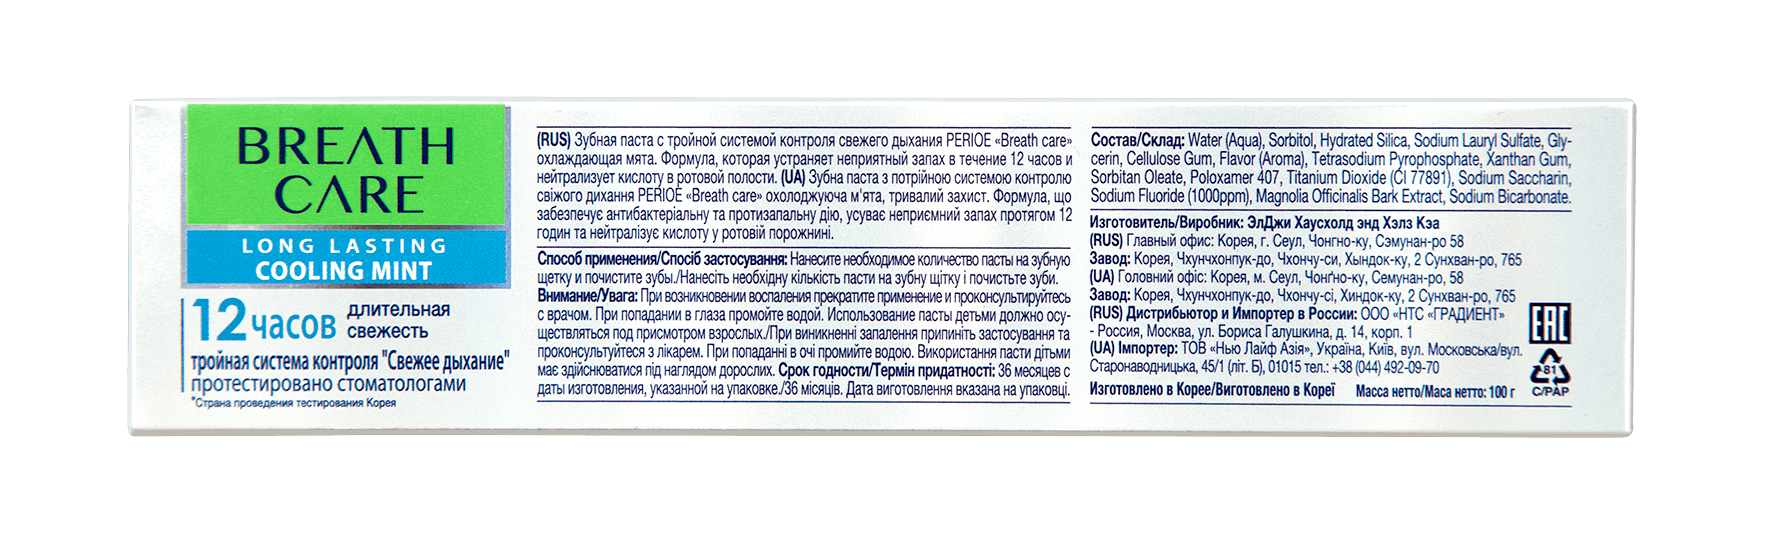 BREATH
CARE
LONG LASTING
COOLING MINT
12 часов
длительная
свежесть
тройная система контроля "Свежее дыхание"
протестировано стоматологами
*Страна проведения тестирования Корея
(RUS) Зубная паста с тройной системой контроля свежего дыхания PERIOE «Breath care»
охлаждающая мята. Формула, которая устраняет неприятный запах в течение 12 часов и
нейтрализует кислоту в ротовой полости. (UA) Зубна паста з потрійною системою контролю
свіжого дихання PERIOE «Breath care» охолоджуюча м'ята, тривалий захист. Формула, що
забезпечує антибактеріальну та протизапальну дію, усуває неприємний запах протягом 12
годин та нейтралізує кислоту у ротовій порожнині.
Способ применения/Спосіб застосування: Нанесите необходимое количество пасты на зубную
щетку и почистите зубы./Нанесіть необхідну кількість пасти на зубну щітку і почистьте зуби.
Внимание/Увага: При возникновении воспаления прекратите применение и проконсультируйтесь
с врачом. При попадании в глаза промойте водой. Использование пасты детьми должно осу-
ществляться под присмотром взрослых./При виникненні запалення припиніть застосування та
проконсультуйтеся з лікарем. При попаданні в очі промийте водою. Використання пасти дітьми
має здійснюватися під наглядом дорослих. Срок годности/Термін придатності: 36 месяцев с
даты изготовления, указанной на упаковке./36 місяців. Дата виготовлення вказана на упаковці.
Состав/Склад: Water (Aqua), Sorbitol, Hydrated Silica, Sodium Lauryl Sulfate, Gly-
cerin, Cellulose Gum, Flavor (Aroma), Tetrasodium Pyrophosphate, Xanthan Gum,
Sorbitan Oleate, Poloxamer 407, Titanium Dioxide (CI 77891), Sodium Saccharin,
Sodium Fluoride (1000ppm), Magnolia Officinalis Bark Extract, Sodium Bicarbonate.
Изготовитель/Виробник: ЭлДжи Хаусхолд энд Хэлз Кэа
(RUS) Главный офис: Корея, г. Сеул, Чонгно-ку, Сэмунан-ро 58
Завод: Корея, Чхунчхонпук-до, Чхончу-си, Хындок-ку, 2 Сунхван-ро, 765
(UA) Головний офіс: Корея, м. Сеул, Чонґно-ку, Семунан-ро, 58
Завод: Корея, Чхунчхонпук-до, Чхончу-сі, Хиндок-ку, 2 Сунхван-ро, 765
(RUS) Дистрибьютор и Импортер в России: ООО «НТС «ГРАДИЕНТ»
- Россия, Москва, ул. Бориса Галушкина, д. 14, корп. 1
(UA) Імпортер: ТОВ «Нью Лайф Азія», Україна, Київ, вул. Московська/вул.
Старонаводницька, 45/1 (літ. Б), 01015 тел.: +38 (044) 492-09-70
Изготовлено в Корее/Виготовлено в Кореї Масса нетто/Маса нетто: 100 г
EAC
81
C/PAP